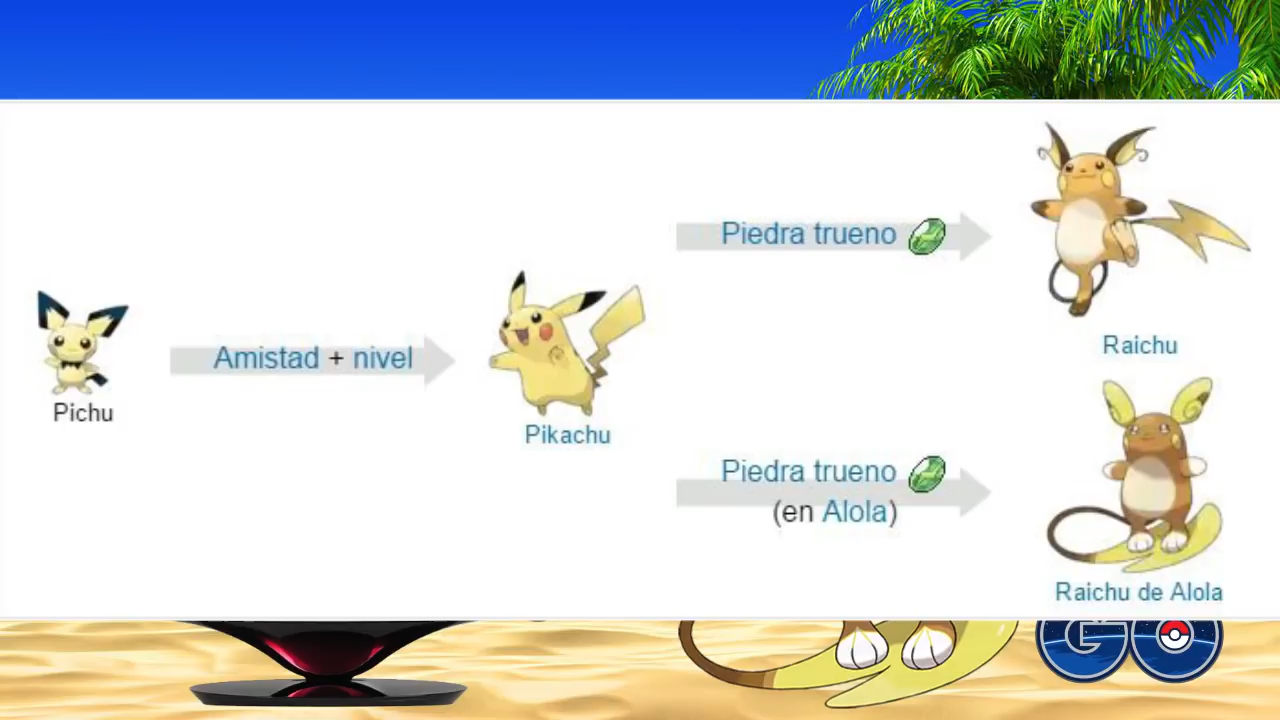 Piedra trueno
Raichu
Amistad + nivel
Pichu
Pikachu
Piedra trueno
(en Alola)
Raichu de Alola
GO